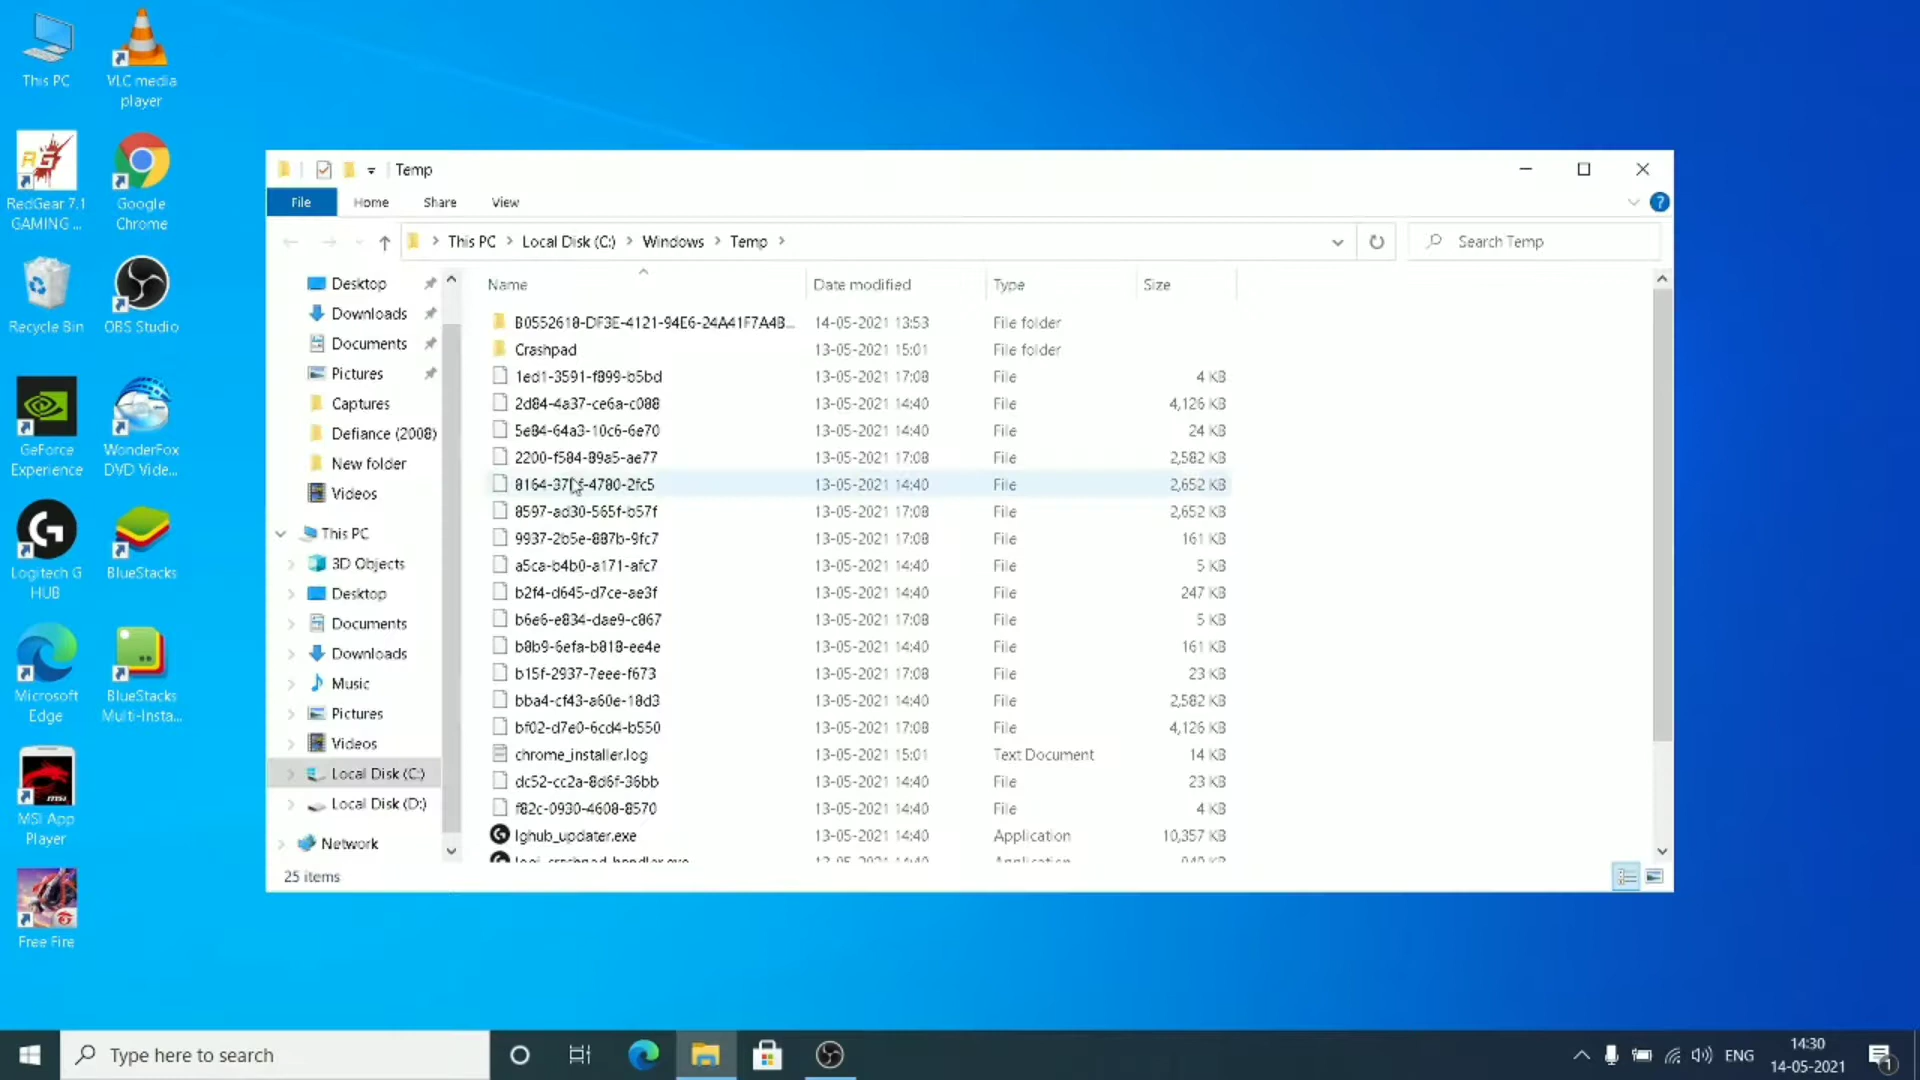 This PC
VLC media
player
RedGear 7.1
GAMING ...
Google
Chrome
Recycle Bin
OBS Studio
GeForce
Experience
WonderFox
DVD Vide...
Logitech G
HUB
BlueStacks
Microsoft
Edge
BlueStacks
Multi-Insta...
MSI App
Player
Free Fire
Temp
File
Home
Share
View
This PC > Local Disk (C:) > Windows > Temp >
Search Temp
Desktop
Downloads
Documents
Pictures
Captures
Defiance (2008)
New folder
Videos
This PC
3D Objects
Desktop
Documents
Downloads
Music
Pictures
Videos
Local Disk (C:)
Local Disk (D:)
Network
Name Date modified Type Size
B0552618-DF3E-4121-94E6-24A41F7A4B... 14-05-2021 13:53 File folder
Crashpad 13-05-2021 15:01 File folder
1ed1-3591-f899-b5bd 13-05-2021 17:08 File 4 KB
2d84-4a37-ce6a-c088 13-05-2021 14:40 File 4,126 KB
5e84-64a3-10c6-6e70 13-05-2021 14:40 File 24 KB
2200-f584-89a5-ae77 13-05-2021 17:08 File 2,582 KB
13-05-2021 14:40 File 2,652 KB
8597-ad30-565f-b57f 13-05-2021 17:08 File 2,652 KB
9937-2b5e-887b-9fc7 13-05-2021 17:08 File 161 KB
a5ca-b4b0-a171-afc7 13-05-2021 14:40 File 5 KB
b2f4-d645-d7ce-ae3f 13-05-2021 14:40 File 247 KB
b6e6-e834-dae9-c867 13-05-2021 17:08 File 5 KB
b8b9-6efa-b818-ee4e 13-05-2021 14:40 File 161 KB
b15f-2937-7eee-f673 13-05-2021 17:08 File 23 KB
bba4-cf43-a60e-18d3 13-05-2021 14:40 File 2,582 KB
bf02-d7e0-6cd4-b550 13-05-2021 17:08 File 4,126 KB
chrome_installer.log 13-05-2021 15:01 Text Document 14 KB
dc52-cc2a-8d6f-36bb 13-05-2021 14:40 File 23 KB
f82c-0930-4608-8570 13-05-2021 14:40 File 4 KB
lghub_updater.exe 13-05-2021 14:40 Application 10,357 KB
25 items
Type here to search
ENG
14:30
14-05-2021
1